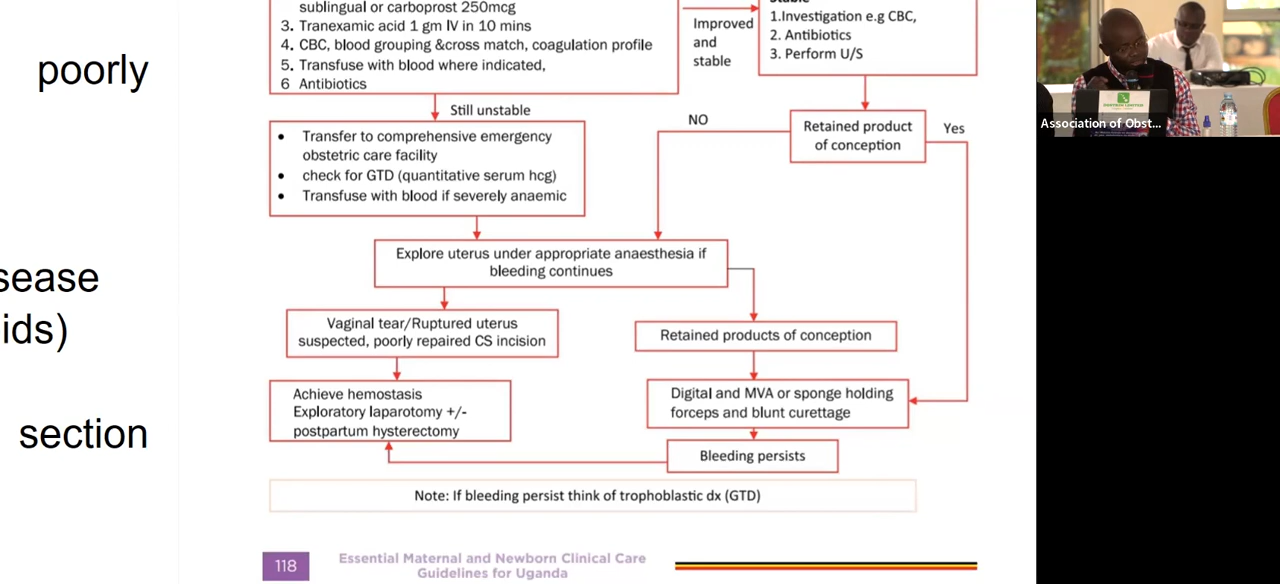 poorly
sease
ids)
section
sublingual or carboprost 250mcg
3. Tranexamic acid 1 gm IV in 10 mins
4. CBC, blood grouping &cross match, coagulation profile
5. Transfuse with blood where indicated,
6 Antibiotics
Improved
and
stable
1.Investigation e.g CBC,
2. Antibiotics
3. Perform U/S
Still unstable
• Transfer to comprehensive emergency
obstetric care facility
• check for GTD (quantitative serum hcg)
• Transfuse with blood if severely anaemic
NO
Retained product
of conception
Yes
Explore uterus under appropriate anaesthesia if
bleeding continues
Vaginal tear/Ruptured uterus
suspected, poorly repaired CS incision
Retained products of conception
Achieve hemostasis
Exploratory laparotomy +/-
postpartum hysterectomy
Digital and MVA or sponge holding
forceps and blunt curettage
Bleeding persists
Note: If bleeding persist think of trophoblastic dx (GTD)
118
Essential Maternal and Newborn Clinical Care
Guidelines for Uganda
Association of Obst...